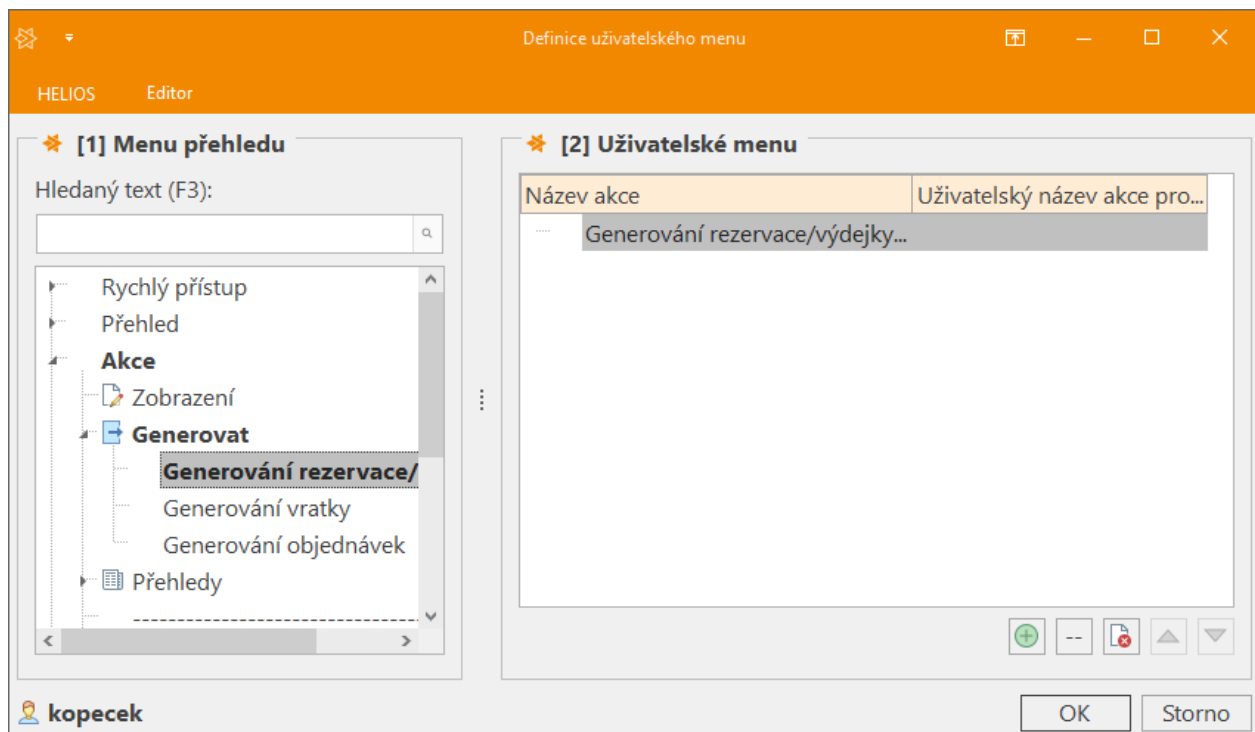 Definice uživatelského menu
HELIOS Editor
[1] Menu přehledu
Hledaný text (F3):
Rychlý přístup
Přehled
Akce
Zobrazení
Generovat
Generování rezervace/
Generování vratky
Generování objednávek
Přehledy
--------------------------------
[2] Uživatelské menu
Název akce Uživatelský název akce pro...
Generování rezervace/výdejky...
--
kopecek
OK Storno